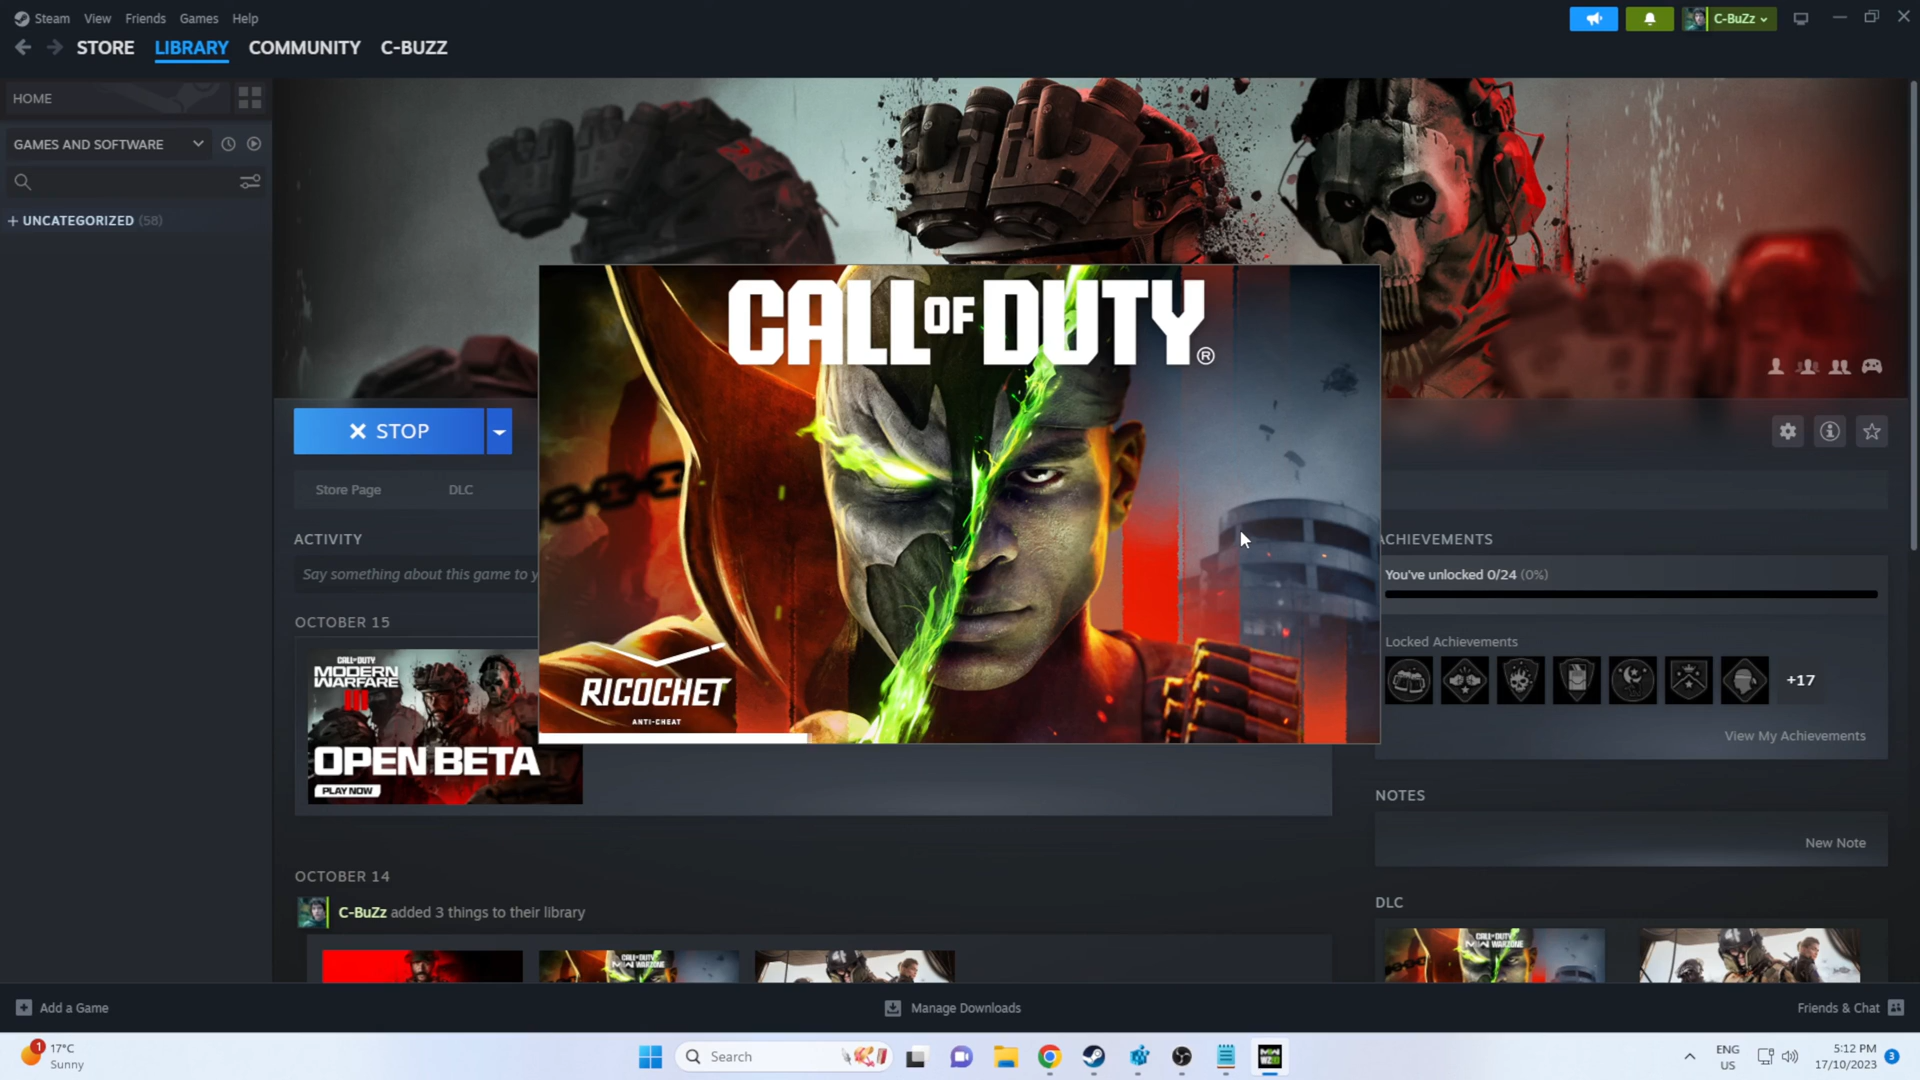 Steam View Friends Games Help
C-BuZz
STORE LIBRARY COMMUNITY C-BUZZ
HOME
GAMES AND SOFTWARE
+ UNCATEGORIZED (58)
CALL OF DUTY®
STOP
Store Page DLC
ACTIVITY
Say something about this game to y
OCTOBER 15
CALL OF DUTY
MODERN
WARFARE
III
OPEN BETA
PLAY NOW
RICOCHET
ANTI-CHEAT
ACHIEVEMENTS
You've unlocked 0/24 (0%)
Locked Achievements
+17
View My Achievements
NOTES
New Note
OCTOBER 14
C-BuZz added 3 things to their library
DLC
Add a Game
Manage Downloads
Friends & Chat
1
17°C
Sunny
Search
ENG
US
5:12 PM
17/10/2023
3